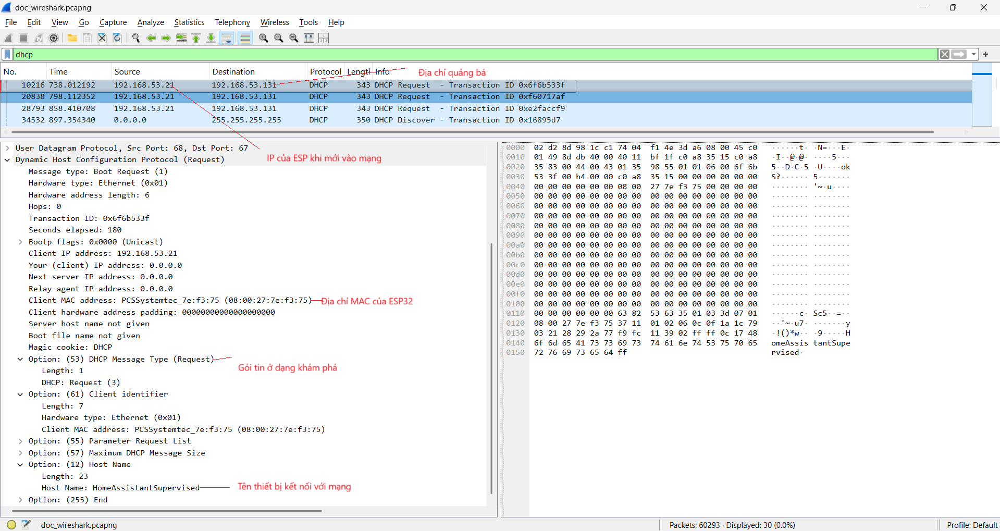 doc_wireshark.pcapng
File Edit View Go Capture Analyze Statistics Telephony Wireless Tools Help
dhcp
No. Time Source Destination Protocol Lengtl Info
Địa chỉ quảng bá
10216 738.012192 192.168.53.21 192.168.53.131 DHCP 343 DHCP Request - Transaction ID 0x6f6b533f
20838 798.112352 192.168.53.21 192.168.53.131 DHCP 343 DHCP Request - Transaction ID 0xf60717af
28793 858.410708 192.168.53.21 192.168.53.131 DHCP 343 DHCP Request - Transaction ID 0xe2faccf9
34532 897.354340 0.0.0.0 255.255.255.255 DHCP 350 DHCP Discover - Transaction ID 0x16895d7
User Datagram Protocol, Src Port: 68, Dst Port: 67
Dynamic Host Configuration Protocol (Request)
IP của ESP khi mới vào mạng
Message type: Boot Request (1)
Hardware type: Ethernet (0x01)
Hardware address length: 6
Hops: 0
Transaction ID: 0x6f6b533f
Seconds elapsed: 180
Bootp flags: 0x0000 (Unicast)
Client IP address: 192.168.53.21
Your (client) IP address: 0.0.0.0
Next server IP address: 0.0.0.0
Relay agent IP address: 0.0.0.0
Client MAC address: PCSSystemtec_7e:f3:75 (08:00:27:7e:f3:75)
Địa chỉ MAC của ESP32
Client hardware address padding: 00000000000000000000
Server host name not given
Boot file name not given
Magic cookie: DHCP
Option: (53) DHCP Message Type (Request)
Gói tin ở dạng khám phá
Length: 1
DHCP: Request (3)
Option: (61) Client identifier
Length: 7
Hardware type: Ethernet (0x01)
Client MAC address: PCSSystemtec_7e:f3:75 (08:00:27:7e:f3:75)
Option: (55) Parameter Request List
Option: (57) Maximum DHCP Message Size
Option: (12) Host Name
Length: 23
Host Name: HomeAssistantSupervised
Tên thiết bị kết nối với mạng
Option: (255) End
0000 02 d2 8d 98 1c c1 74 04 f1 4e 3d a6 08 00 45 c0 ······t· ·N=···E·
0010 01 49 8d db 40 00 40 11 bf 1f c0 a8 35 15 c0 a8 ·I··@·@· ····5···
0020 35 83 00 44 00 43 01 35 98 55 01 01 06 00 6f 6b 5··D·C·5 ·U····ok
0030 53 3f 00 b4 00 00 c0 a8 35 15 00 00 00 00 00 00 S?······ 5·······
0040 00 00 00 00 00 00 08 00 27 7e f3 75 00 00 00 00 ········ '~·u····
0050 00 00 00 00 00 00 00 00 00 00 00 00 00 00 00 00 ········ ········
0060 00 00 00 00 00 00 00 00 00 00 00 00 00 00 00 00 ········ ········
0070 00 00 00 00 00 00 00 00 00 00 00 00 00 00 00 00 ········ ········
0080 00 00 00 00 00 00 00 00 00 00 00 00 00 00 00 00 ········ ········
0090 00 00 00 00 00 00 00 00 00 00 00 00 00 00 00 00 ········ ········
00a0 00 00 00 00 00 00 00 00 00 00 00 00 00 00 00 00 ········ ········
00b0 00 00 00 00 00 00 00 00 00 00 00 00 00 00 00 00 ········ ········
00c0 00 00 00 00 00 00 00 00 00 00 00 00 00 00 00 00 ········ ········
00d0 00 00 00 00 00 00 00 00 00 00 00 00 00 00 00 00 ········ ········
00e0 00 00 00 00 00 00 00 00 00 00 00 00 00 00 00 00 ········ ········
00f0 00 00 00 00 00 00 00 00 00 00 00 00 00 00 00 00 ········ ········
0100 00 00 00 00 00 00 00 00 00 00 00 00 00 00 00 00 ········ ········
0110 00 00 00 00 00 00 63 82 53 63 35 01 03 3d 07 01 ······c· Sc5··=··
0120 08 00 27 7e f3 75 37 11 01 02 06 0c 0f 1a 1c 79 ··'~·u7· ·······y
0130 03 21 28 29 2a 77 f9 fc 11 39 02 ff ff 0c 17 48 ·!()*w·· ·9·····H
0140 6f 6d 65 41 73 73 69 73 74 61 6e 74 53 75 70 65 omeAssis tantSupe
0150 72 76 69 73 65 64 ff rvised·
doc_wireshark.pcapng
Packets: 60293 · Displayed: 30 (0.0%)
Profile: Default